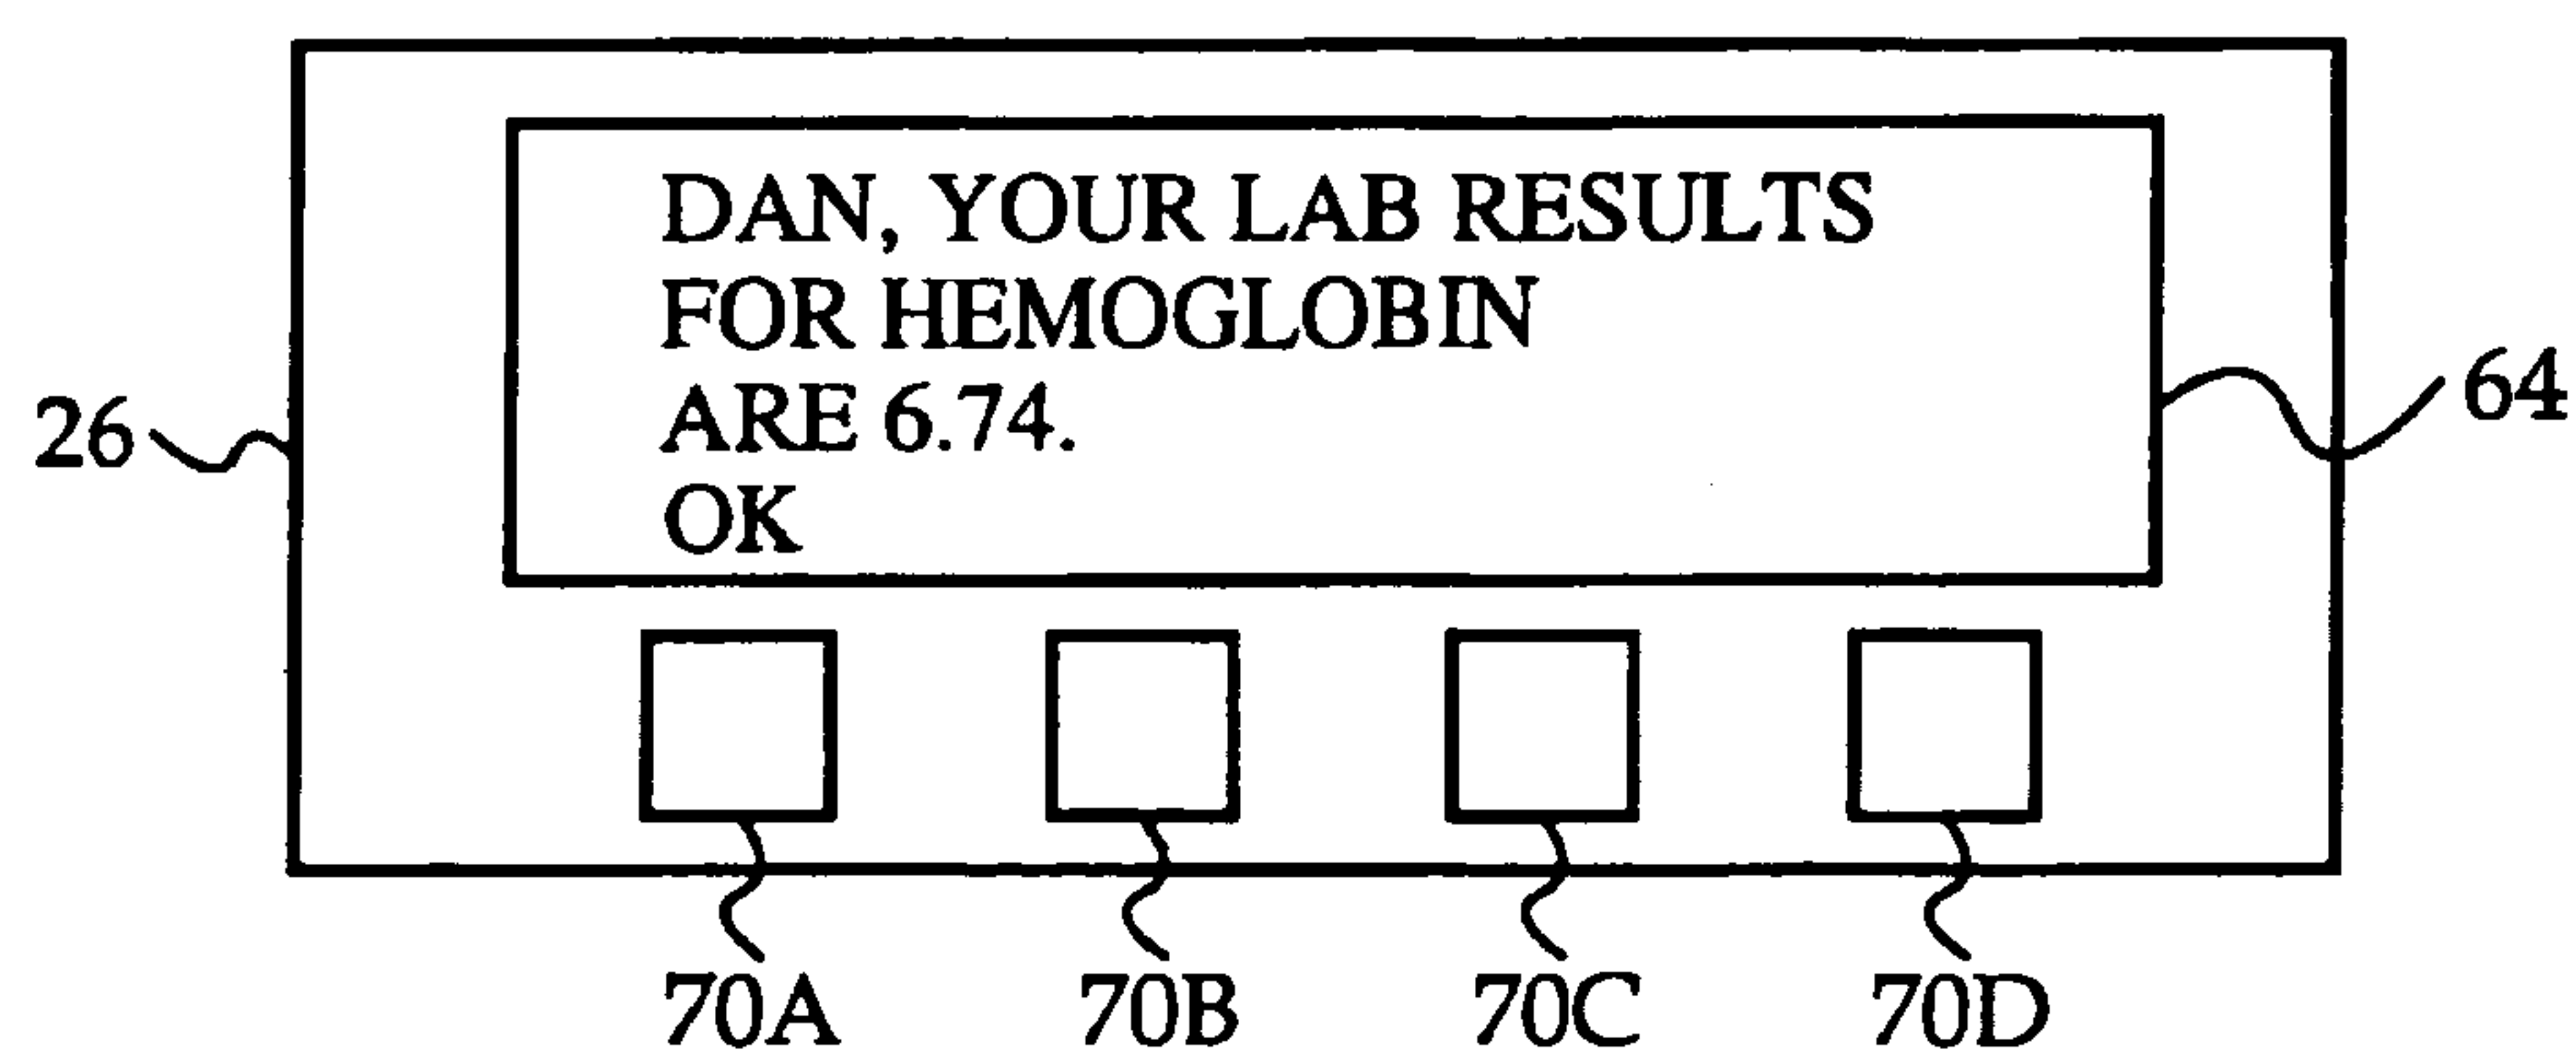 DAN, YOUR LAB RESULTS
FOR HEMOGLOBIN
ARE 6.74.
OK
26
64
70A 70B 70C 70D